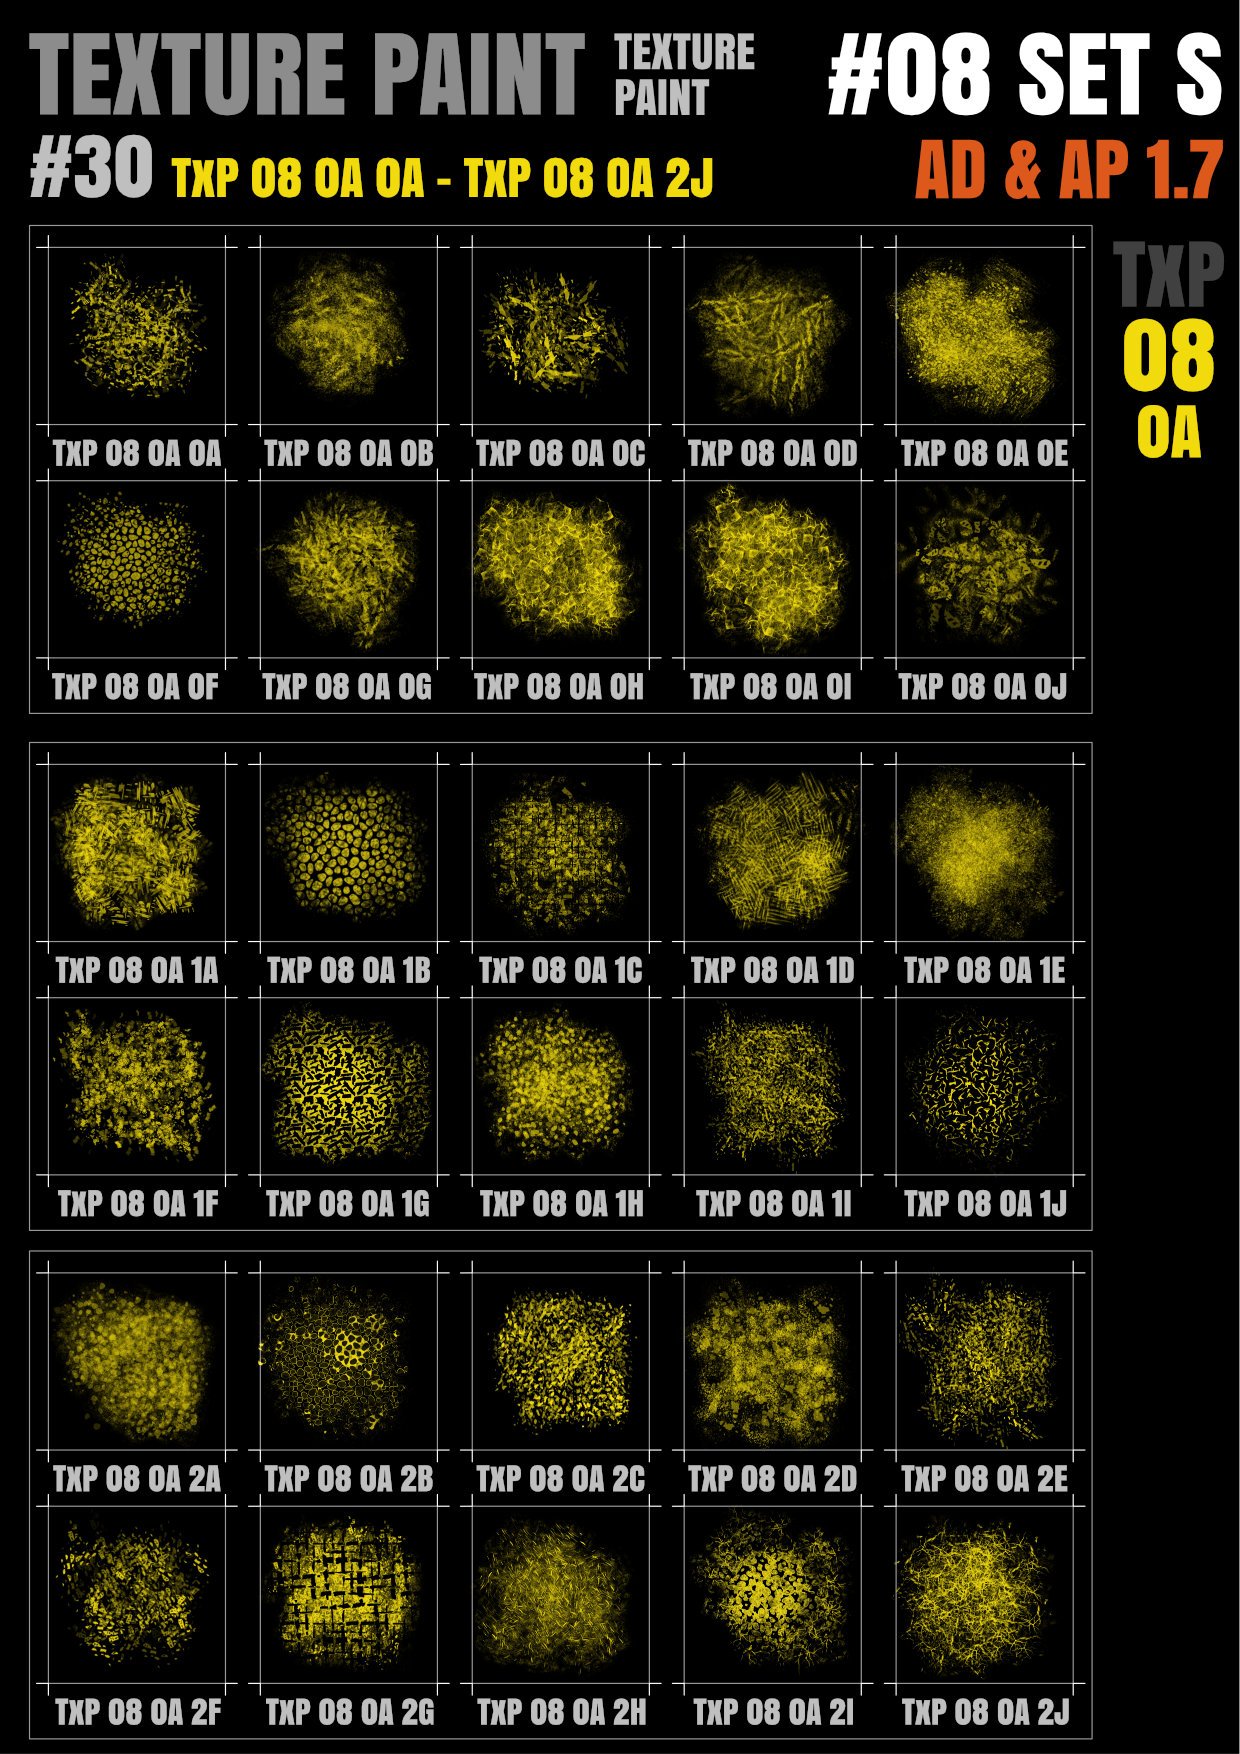 TEXTURE PAINT
TEXTURE
PAINT
#08 SET S
#30 TXP 08 0A 0A - TXP 08 0A 2J
AD & AP 1.7
TXP
08
0A
TXP 08 0A 0A
TXP 08 0A 0B
TXP 08 0A 0C
TXP 08 0A 0D
TXP 08 0A 0E
TXP 08 0A 0F
TXP 08 0A 0G
TXP 08 0A 0H
TXP 08 0A 0I
TXP 08 0A 0J
TXP 08 0A 1A
TXP 08 0A 1B
TXP 08 0A 1C
TXP 08 0A 1D
TXP 08 0A 1E
TXP 08 0A 1F
TXP 08 0A 1G
TXP 08 0A 1H
TXP 08 0A 1I
TXP 08 0A 1J
TXP 08 0A 2A
TXP 08 0A 2B
TXP 08 0A 2C
TXP 08 0A 2D
TXP 08 0A 2E
TXP 08 0A 2F
TXP 08 0A 2G
TXP 08 0A 2H
TXP 08 0A 2I
TXP 08 0A 2J